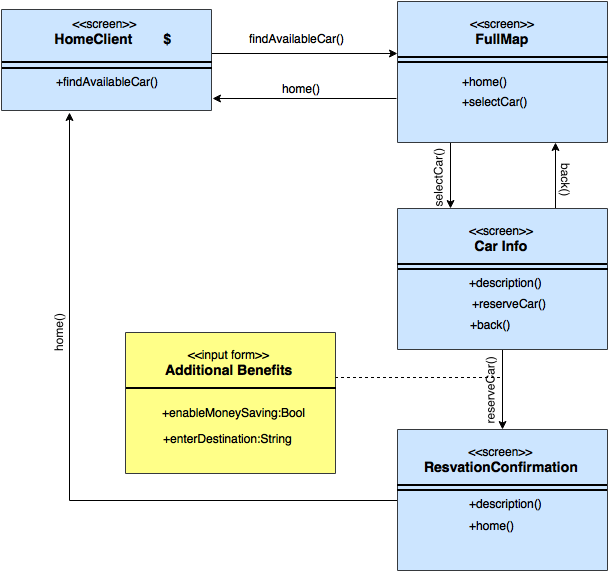 <<screen>>
HomeClient $
+findAvailableCar()
findAvailableCar()
home()
<<screen>>
FullMap
+home()
+selectCar()
selectCar()
back()
<<screen>>
Car Info
+description()
+reserveCar()
+back()
home()
<<input form>>
Additional Benefits
+enableMoneySaving:Bool
+enterDestination:String
reserveCar()
<<screen>>
ResvationConfirmation
+description()
+home()